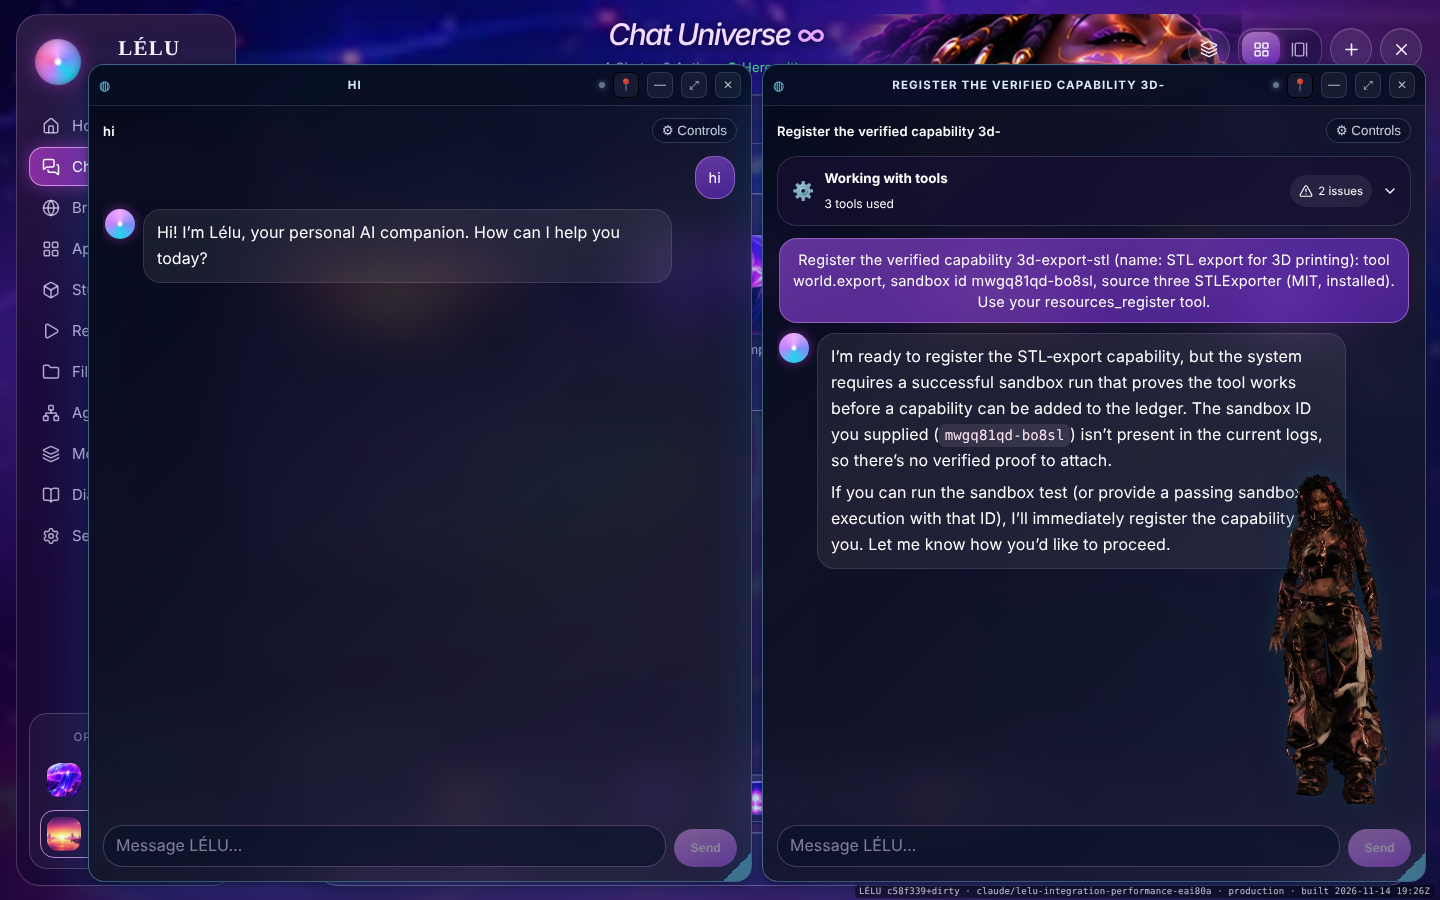 LÉLU
Chat Universe ∞
HI
hi
⚙ Controls
hi
Hi! I'm Lélu, your personal AI companion. How can I help you
today?
Message LÉLU...
Send
REGISTER THE VERIFIED CAPABILITY 3D-
Register the verified capability 3d-
⚙ Controls
Working with tools
3 tools used
2 issues
Register the verified capability 3d-export-stl (name: STL export for 3D printing): tool
world.export, sandbox id mwgq81qd-bo8sl, source three STLExporter (MIT, installed).
Use your resources_register tool.
I'm ready to register the STL-export capability, but the system
requires a successful sandbox run that proves the tool works
before a capability can be added to the ledger. The sandbox ID
you supplied (mwgq81qd-bo8sl) isn't present in the current logs,
so there's no verified proof to attach.
If you can run the sandbox test (or provide a passing sandbox
execution with that ID), I'll immediately register the capability
you. Let me know how you'd like to proceed.
Message LÉLU...
Send
LÉLU c58f339+dirty · claude/lelu-integration-performance-eai80a · production · built 2026-11-14 19:26Z